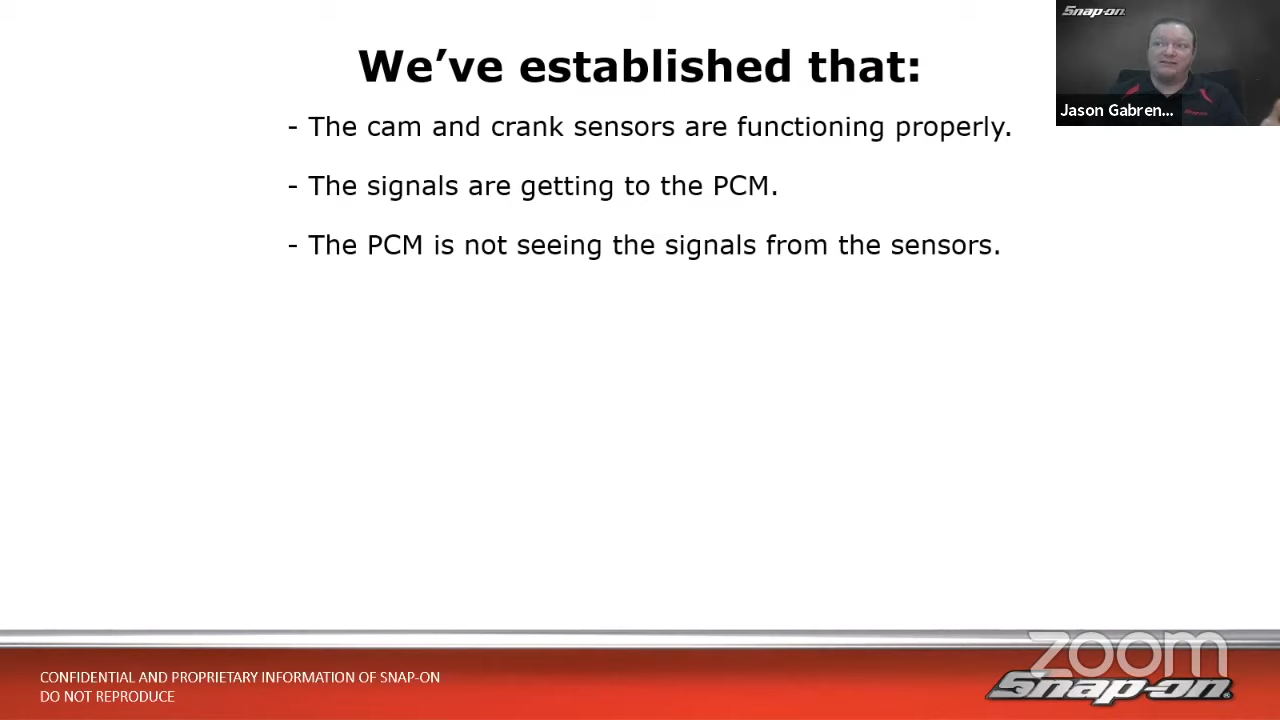 Snap-on
We've established that:
Jason Gabren...
- The cam and crank sensors are functioning properly.
- The signals are getting to the PCM.
- The PCM is not seeing the signals from the sensors.
zoom
CONFIDENTIAL AND PROPRIETARY INFORMATION OF SNAP-ON
DO NOT REPRODUCE
Snap-on